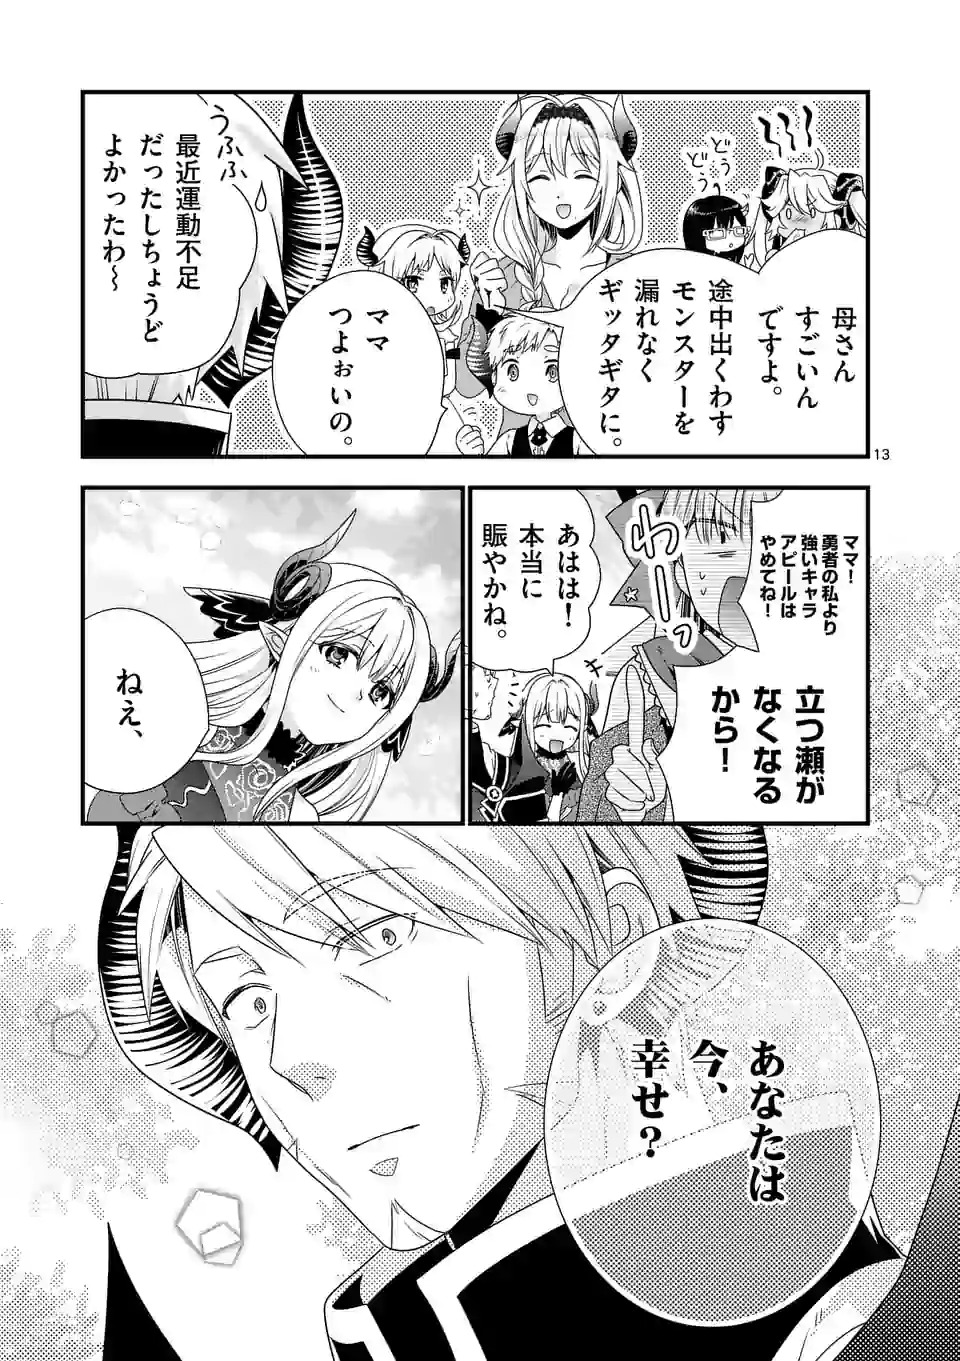 どうどう
母さん
すごいん
ですよ。
途中出くわす
モンスターを
漏れなく
ギッタギタに。
ママ
つよぉいの。
うふふ
最近運動不足
だったしちょうど
よかったわ〜
13
ママ！
勇者の私より
強いキャラ
アピールは
やめてね！
立つ瀬が
なくなる
から！
わーっ
あはは！
本当に
賑やかね。
ねえ、
あなたは
今、
幸せ？